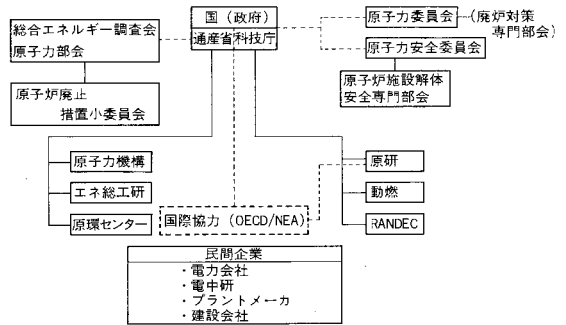 国（政府）
通産省科技庁
総合エネルギー調査会
原子力部会
原子炉廃止
措置小委員会
原子力委員会
(廃炉対策
専門部会)
原子力安全委員会
原子炉施設解体
安全専門部会
原子力機構
エネ総工研
原環センター
国際協力（OECD/NEA）
原研
動燃
RANDEC
民間企業
・電力会社
・電中研
・プラントメーカ
・建設会社